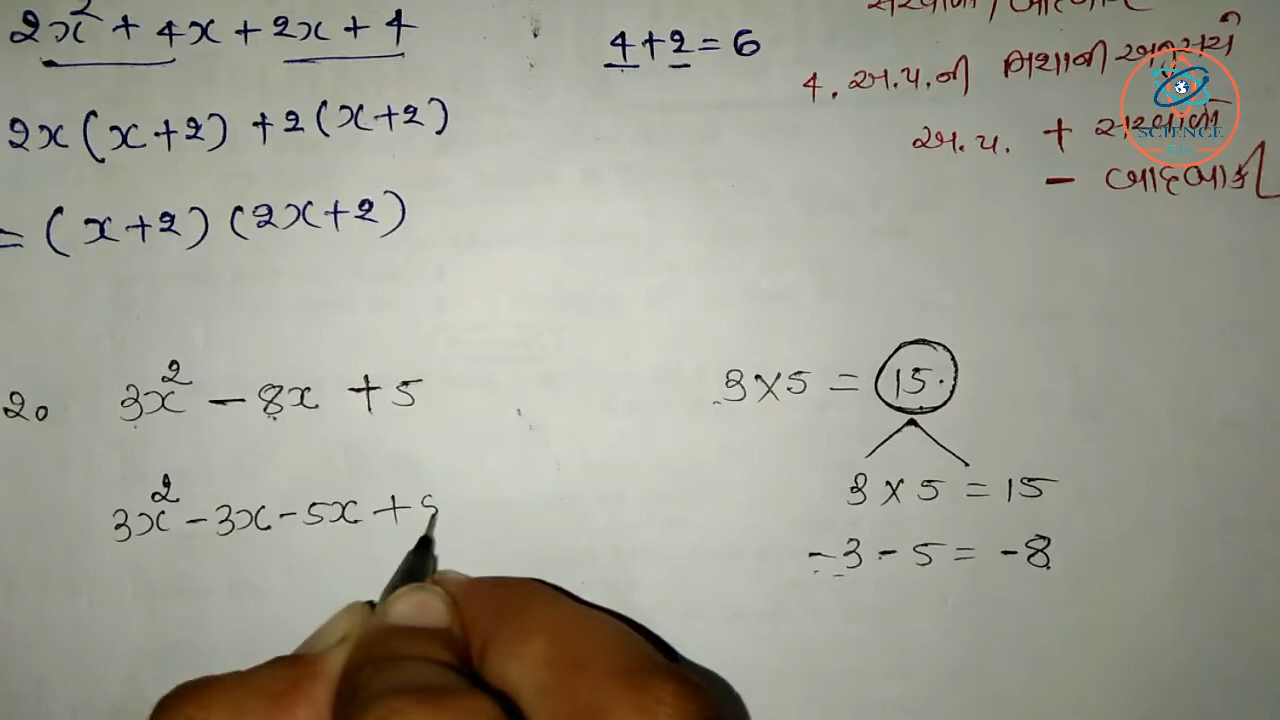 2x² + 4x + 2x + 4
2x(x+2) + 2(x+2)
= (x+2)(2x+2)
4+2=6
4. અ.પ.ની
અ.પ. + સરવાળો
- બાદબાકી
SCIENCE
2. 3x² - 8x + 5
3x² - 3x - 5x + 5
3×5 = 15
3×5 = 15
-3-5 = -8